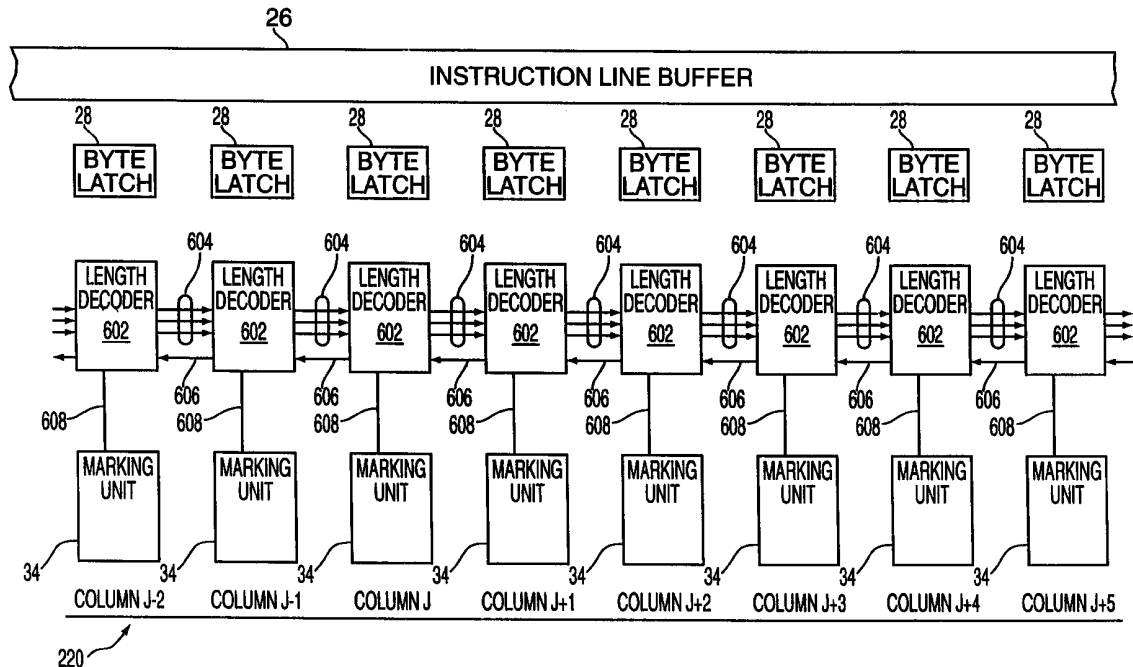 26
INSTRUCTION LINE BUFFER
28 28 28 28 28 28 28 28
BYTE LATCH BYTE LATCH BYTE LATCH BYTE LATCH BYTE LATCH BYTE LATCH BYTE LATCH BYTE LATCH
604 604 604 604 604 604 604
LENGTH DECODER 602 LENGTH DECODER 602 LENGTH DECODER 602 LENGTH DECODER 602 LENGTH DECODER 602 LENGTH DECODER 602 LENGTH DECODER 602 LENGTH DECODER 602
606 606 606 606 606 606 606
608 608 608 608 608 608 608 608
MARKING UNIT MARKING UNIT MARKING UNIT MARKING UNIT MARKING UNIT MARKING UNIT MARKING UNIT MARKING UNIT
34 34 34 34 34 34 34 34
COLUMN J-2 COLUMN J-1 COLUMN J COLUMN J+1 COLUMN J+2 COLUMN J+3 COLUMN J+4 COLUMN J+5
220